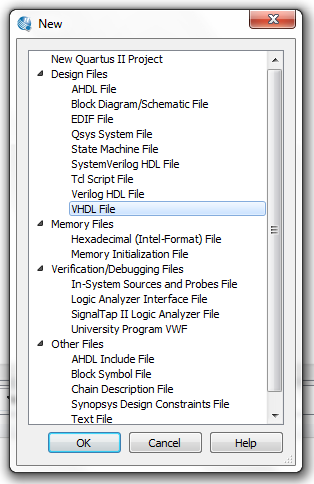 New
New Quartus II Project
Design Files
AHDL File
Block Diagram/Schematic File
EDIF File
Qsys System File
State Machine File
SystemVerilog HDL File
Tcl Script File
Verilog HDL File
VHDL File
Memory Files
Hexadecimal (Intel-Format) File
Memory Initialization File
Verification/Debugging Files
In-System Sources and Probes File
Logic Analyzer Interface File
SignalTap II Logic Analyzer File
University Program VWF
Other Files
AHDL Include File
Block Symbol File
Chain Description File
Synopsys Design Constraints File
Text File
OK Cancel Help